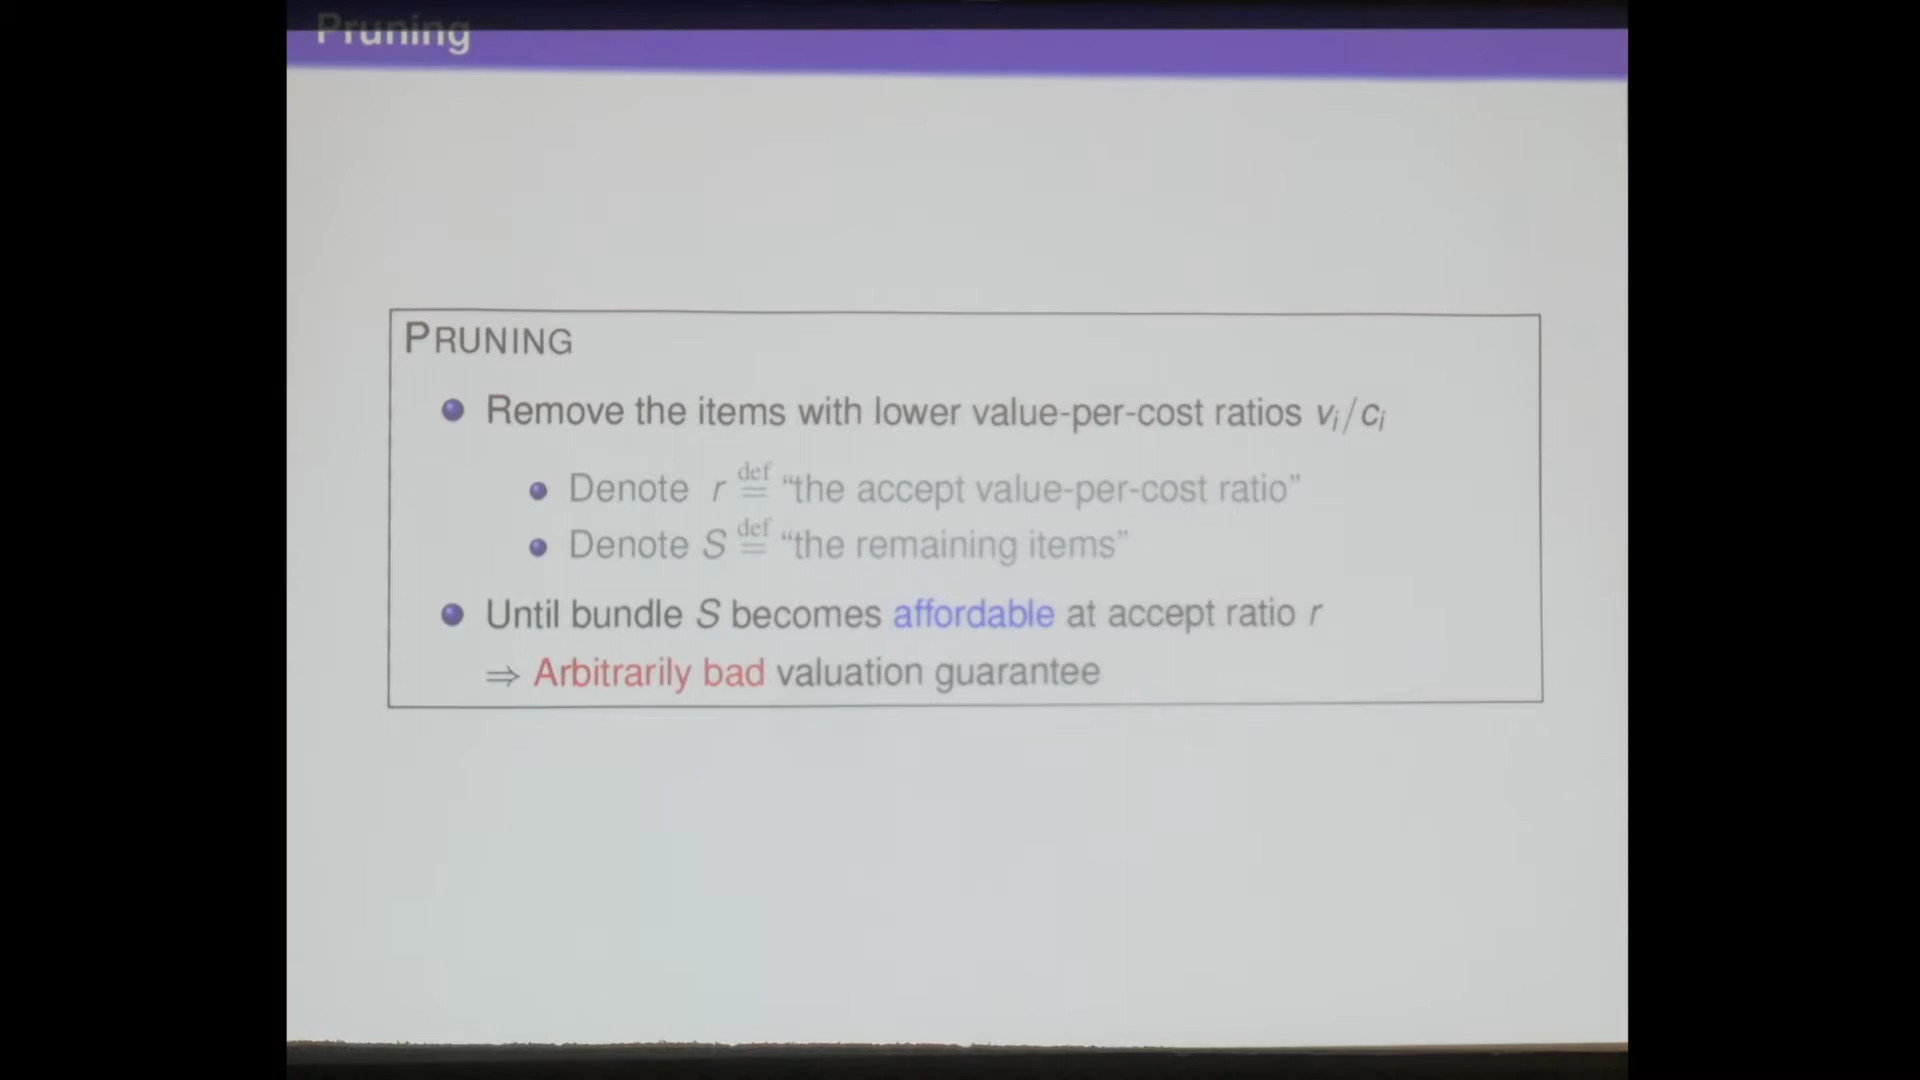 Pruning
PRUNING
Remove the items with lower value-per-cost ratios vᵢ/cᵢ
Denote r def= “the accept value-per-cost ratio”
Denote S def= “the remaining items”
Until bundle S becomes affordable at accept ratio r
⇒ Arbitrarily bad valuation guarantee